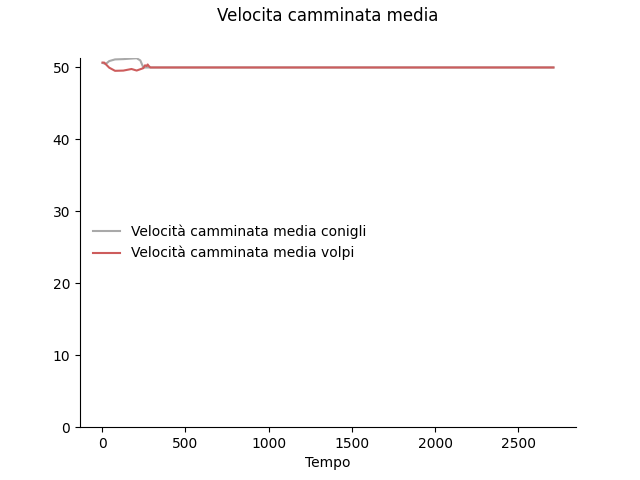 Velocita camminata media
50
40
30
20
10
0
Velocità camminata media conigli
Velocità camminata media volpi
0 500 1000 1500 2000 2500
Tempo